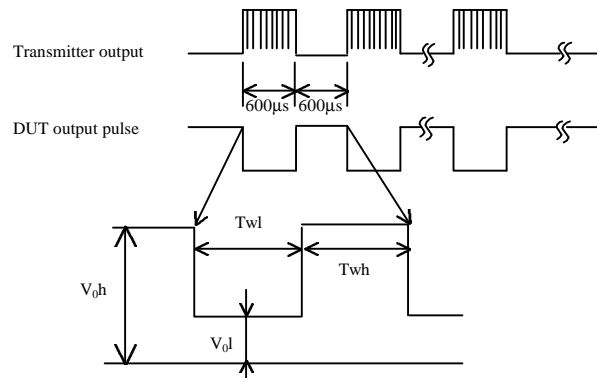 Transmitter output
600μs 600μs
DUT output pulse
Twl
Twh
V₀h
V₀l